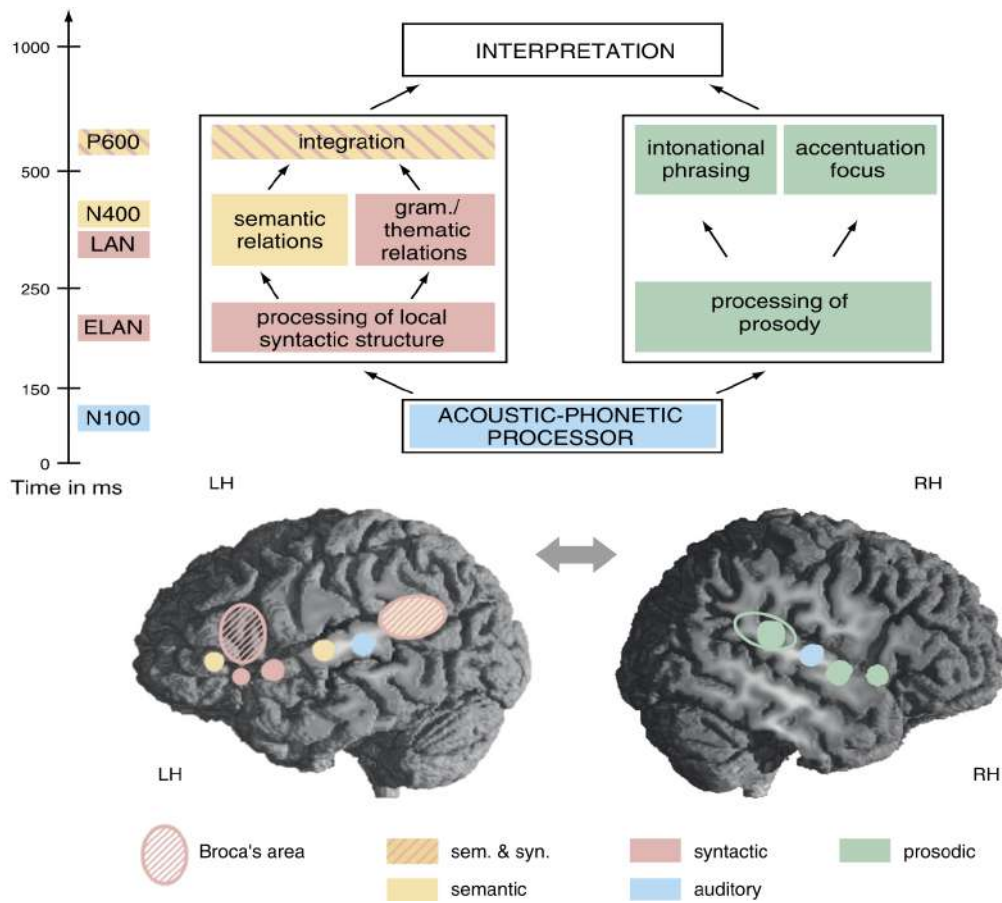 1000
INTERPRETATION
P600
integration
intonational
phrasing
accentuation
focus
500
N400
semantic
relations
gram./
thematic
relations
LAN
250
ELAN
processing of local
syntactic structure
processing of
prosody
150
N100
ACOUSTIC-PHONETIC
PROCESSOR
0
Time in ms
LH
RH
LH
RH
Broca's area
sem. & syn.
syntactic
prosodic
semantic
auditory